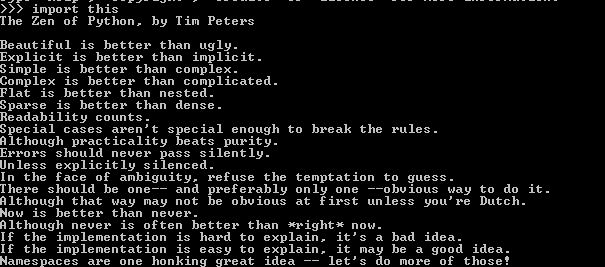 >>> import this
The Zen of Python, by Tim Peters
Beautiful is better than ugly.
Explicit is better than implicit.
Simple is better than complex.
Complex is better than complicated.
Flat is better than nested.
Sparse is better than dense.
Readability counts.
Special cases aren't special enough to break the rules.
Although practicality beats purity.
Errors should never pass silently.
Unless explicitly silenced.
In the face of ambiguity, refuse the temptation to guess.
There should be one-- and preferably only one --obvious way to do it.
Although that way may not be obvious at first unless you're Dutch.
Now is better than never.
Although never is often better than *right* now.
If the implementation is hard to explain, it's a bad idea.
If the implementation is easy to explain, it may be a good idea.
Namespaces are one honking great idea -- let's do more of those!